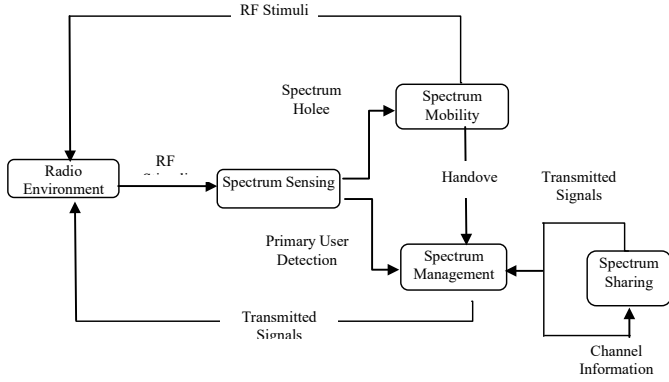 RF Stimuli
Spectrum
Holee
Spectrum
Mobility
RF
Radio
Environment
Spectrum Sensing
Handove
Transmitted
Signals
Primary User
Detection
Spectrum
Management
Spectrum
Sharing
Transmitted
Signals
Channel
Information